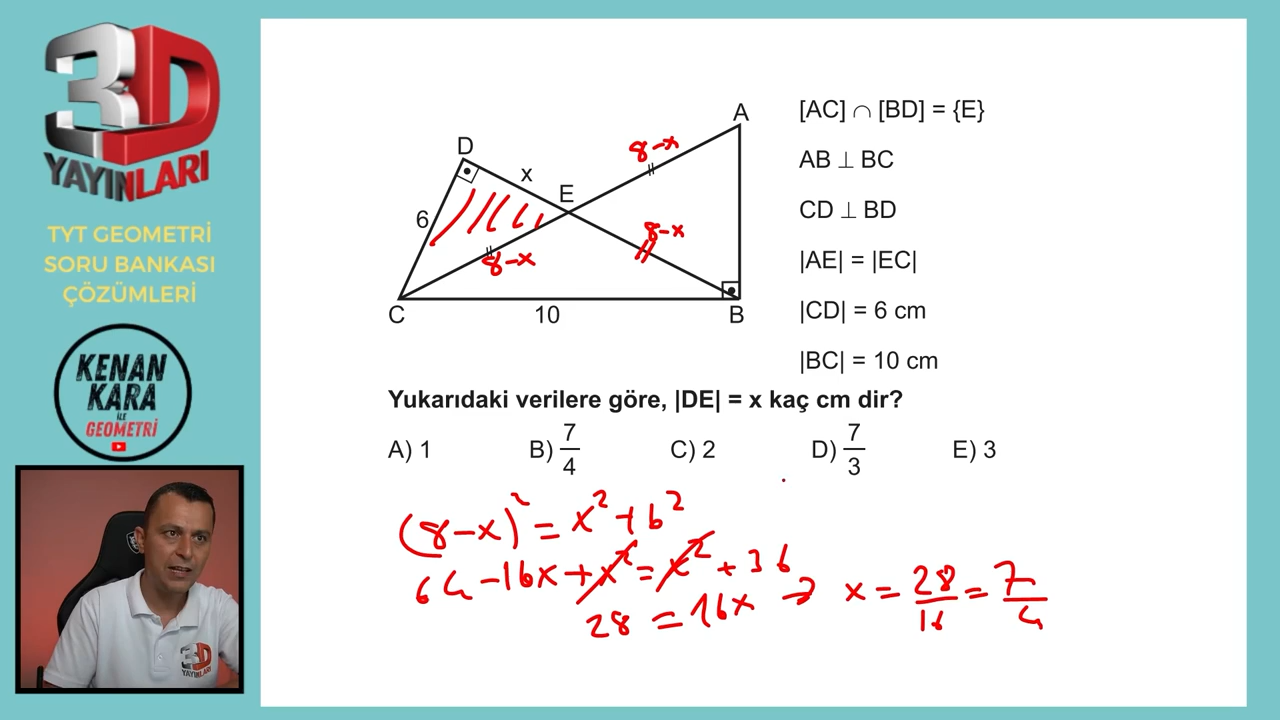 3D
YAYINLARI
TYT GEOMETRİ
SORU BANKASI
ÇÖZÜMLERİ
KENAN
KARA
İLE
GEOMETRİ
3D
YAYINLARI
A
D
x
E
6
C
10
B
8-x
8-x
8-x
[AC] ∩ [BD] = {E}
AB ⊥ BC
CD ⊥ BD
|AE| = |EC|
|CD| = 6 cm
|BC| = 10 cm
Yukarıdaki verilere göre, |DE| = x kaç cm dir?
A) 1 B) 7/4 C) 2 D) 7/3 E) 3
(8-x)² = x² + 6²
64 - 16x + x² = x² + 36
28 = 16x ⇒ x = 28/16 = 7/4